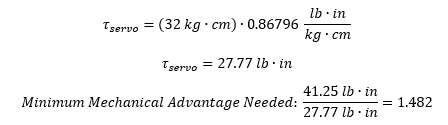 τ_servo = (32 kg · cm) · 0.86796 lb · in / kg · cm
τ_servo = 27.77 lb · in
Minimum Mechanical Advantage Needed: 41.25 lb · in / 27.77 lb · in = 1.482